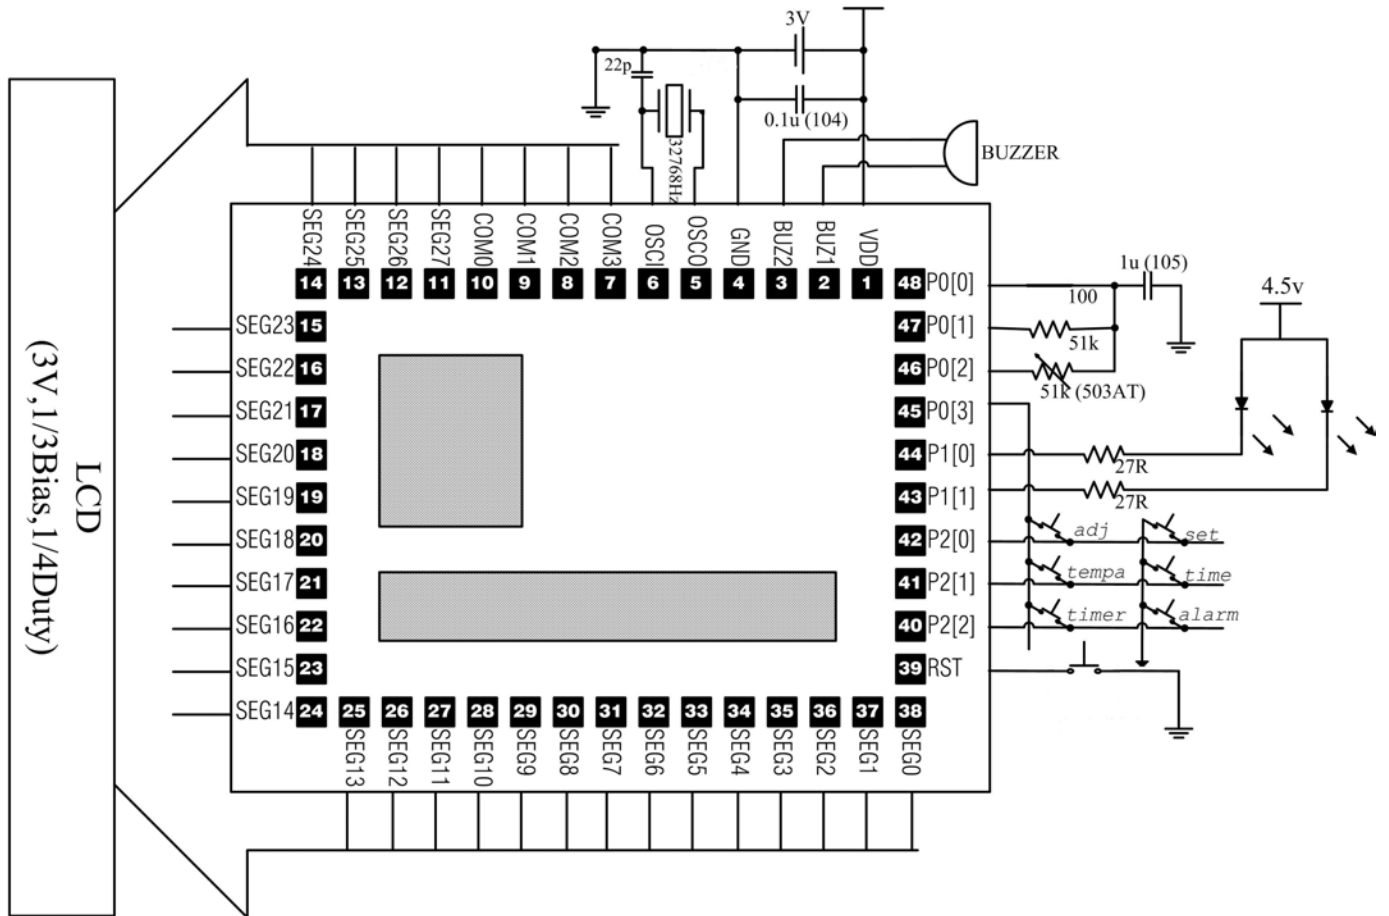 3V
22p
0.1u (104)
32768Hz
BUZZER
SEG24
SEG25
SEG26
SEG27
COM0
COM1
COM2
COM3
OSCI
OSCO
GND
BUZ2
BUZ1
VDD
14
13
12
11
10
9
8
7
6
5
4
3
2
1
48 P0[0]
100
1u (105)
4.5v
SEG23 15
47 P0[1]
51k
SEG22 16
46 P0[2]
51k (503AT)
SEG21 17
45 P0[3]
SEG20 18
44 P1[0]
27R
SEG19 19
43 P1[1]
27R
SEG18 20
42 P2[0]
adj
set
SEG17 21
41 P2[1]
tempa
time
SEG16 22
40 P2[2]
timer
alarm
SEG15 23
39 RST
SEG14 24
25
26
27
28
29
30
31
32
33
34
35
36
37
38
SEG13
SEG12
SEG11
SEG10
SEG9
SEG8
SEG7
SEG6
SEG5
SEG4
SEG3
SEG2
SEG1
SEG0
LCD
(3V,1/3Bias,1/4Duty)